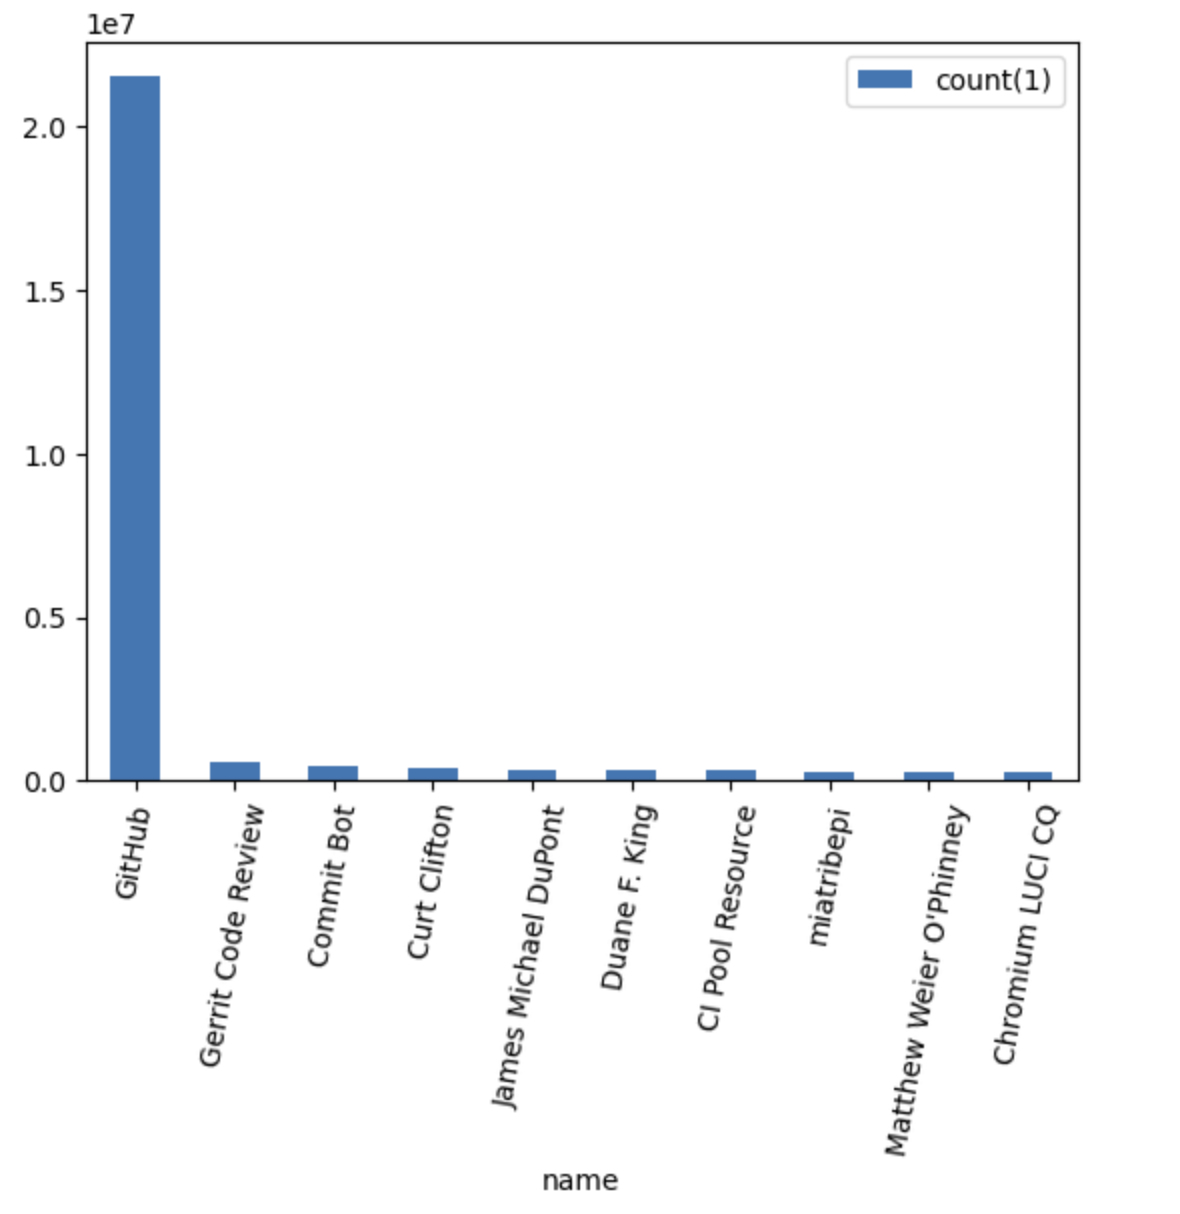 1e7
count(1)
2.0
1.5
1.0
0.5
0.0
GitHub
Gerrit Code Review
Commit Bot
Curt Clifton
James Michael DuPont
Duane F. King
CI Pool Resource
miatribepi
Matthew Weier O'Phinney
Chromium LUCI CQ
name